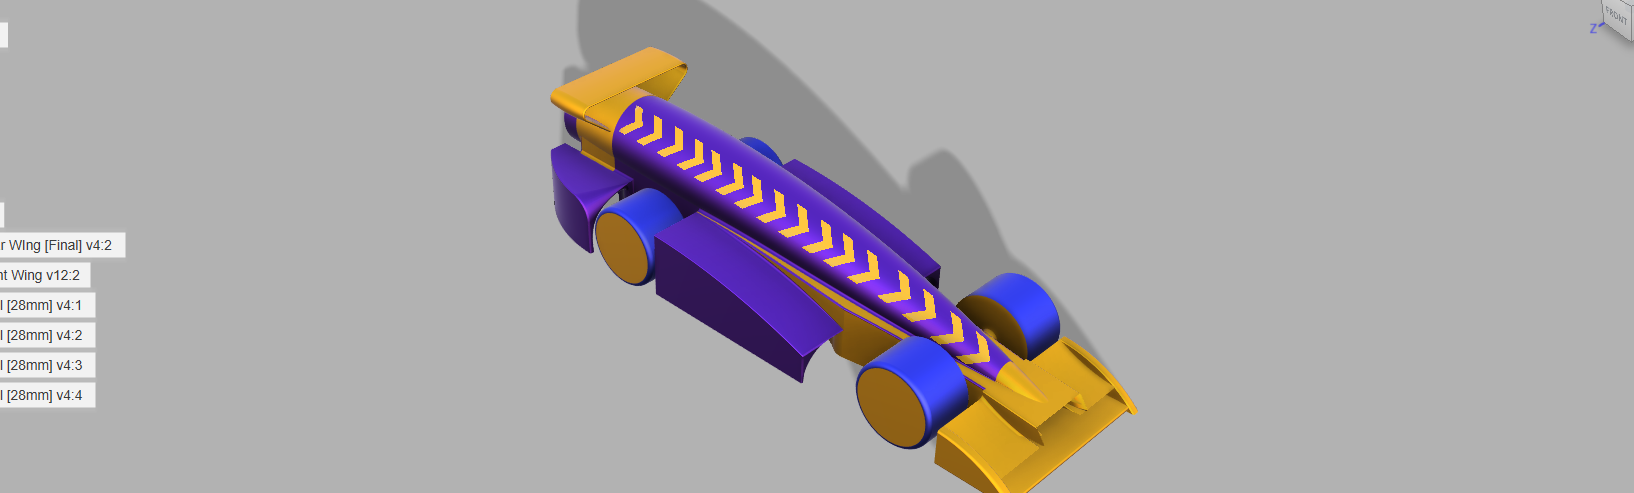 r WIng [Final] v4:2
nt Wing v12:2
l [28mm] v4:1
l [28mm] v4:2
l [28mm] v4:3
l [28mm] v4:4
FRONT
Z